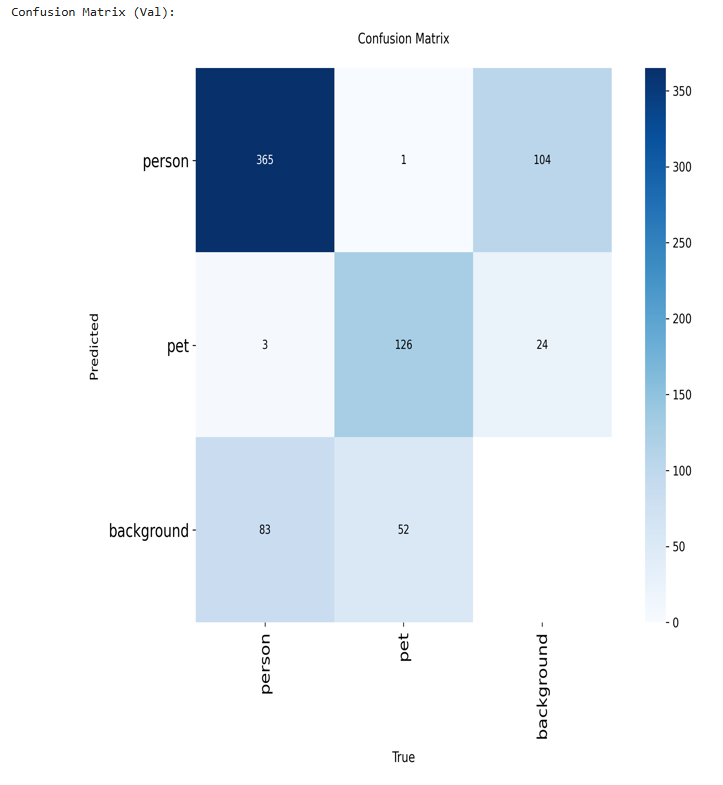 Confusion Matrix (Val):
Confusion Matrix
person
365
1
104
350
300
250
200
150
100
50
0
Predicted
pet
3
126
24
background
83
52
person
pet
background
True